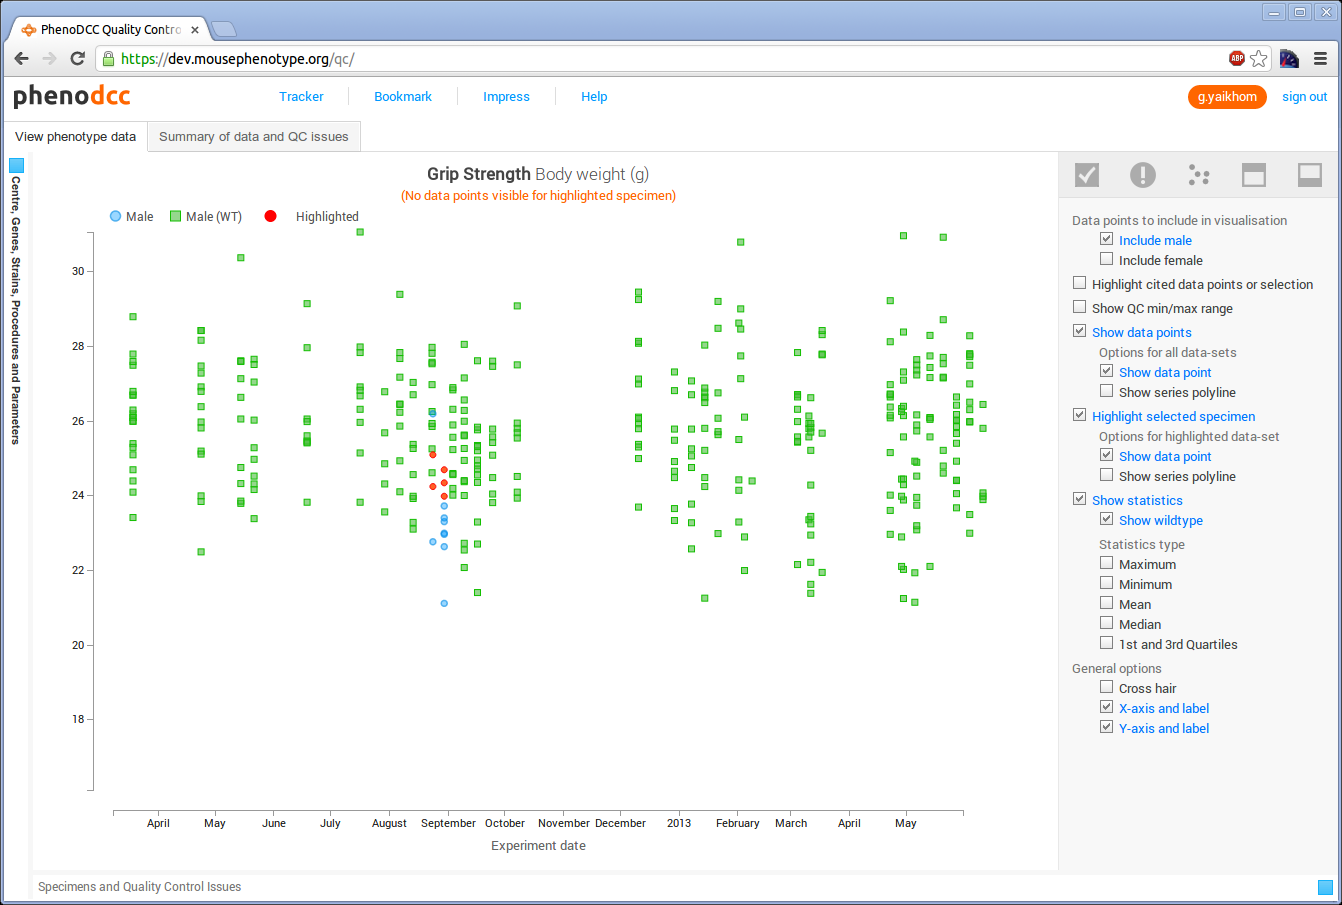 PhenoDCC Quality Contro
https://dev.mousephenotype.org/qc/
ABP
phenodcc
Tracker
Bookmark
Impress
Help
g.yaikhom
sign out
View phenotype data
Summary of data and QC issues
Centre, Genes, Strains, Procedures and Parameters
Grip Strength Body weight (g)
(No data points visible for highlighted specimen)
Male
Male (WT)
Highlighted
30
28
26
24
22
20
18
April
May
June
July
August
September
October
November
December
2013
February
March
April
May
Experiment date
Data points to include in visualisation
Include male
Include female
Highlight cited data points or selection
Show QC min/max range
Show data points
Options for all data-sets
Show data point
Show series polyline
Highlight selected specimen
Options for highlighted data-set
Show data point
Show series polyline
Show statistics
Show wildtype
Statistics type
Maximum
Minimum
Mean
Median
1st and 3rd Quartiles
General options
Cross hair
X-axis and label
Y-axis and label
Specimens and Quality Control Issues